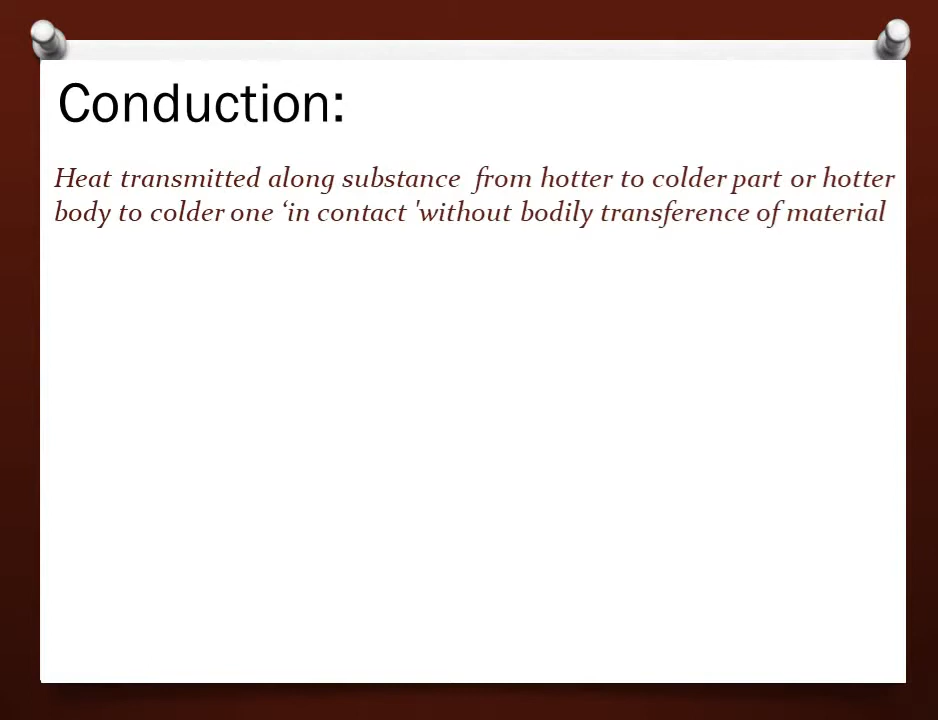 Conduction:
Heat transmitted along substance from hotter to colder part or hotter
body to colder one ‘in contact 'without bodily transference of material